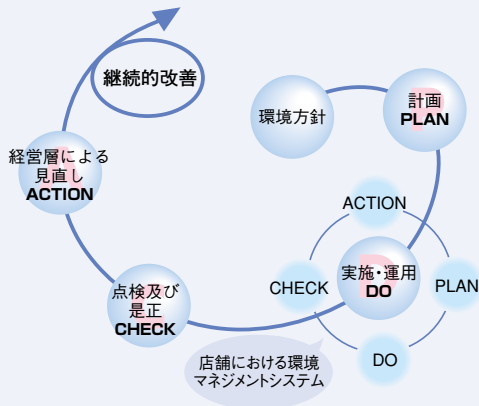 継続的改善
環境方針
計画
PLAN
経営層による
見直し
ACTION
ACTION
実施・運用
DO
CHECK
PLAN
点検及び
是正
CHECK
DO
店舗における環境
マネジメントシステム